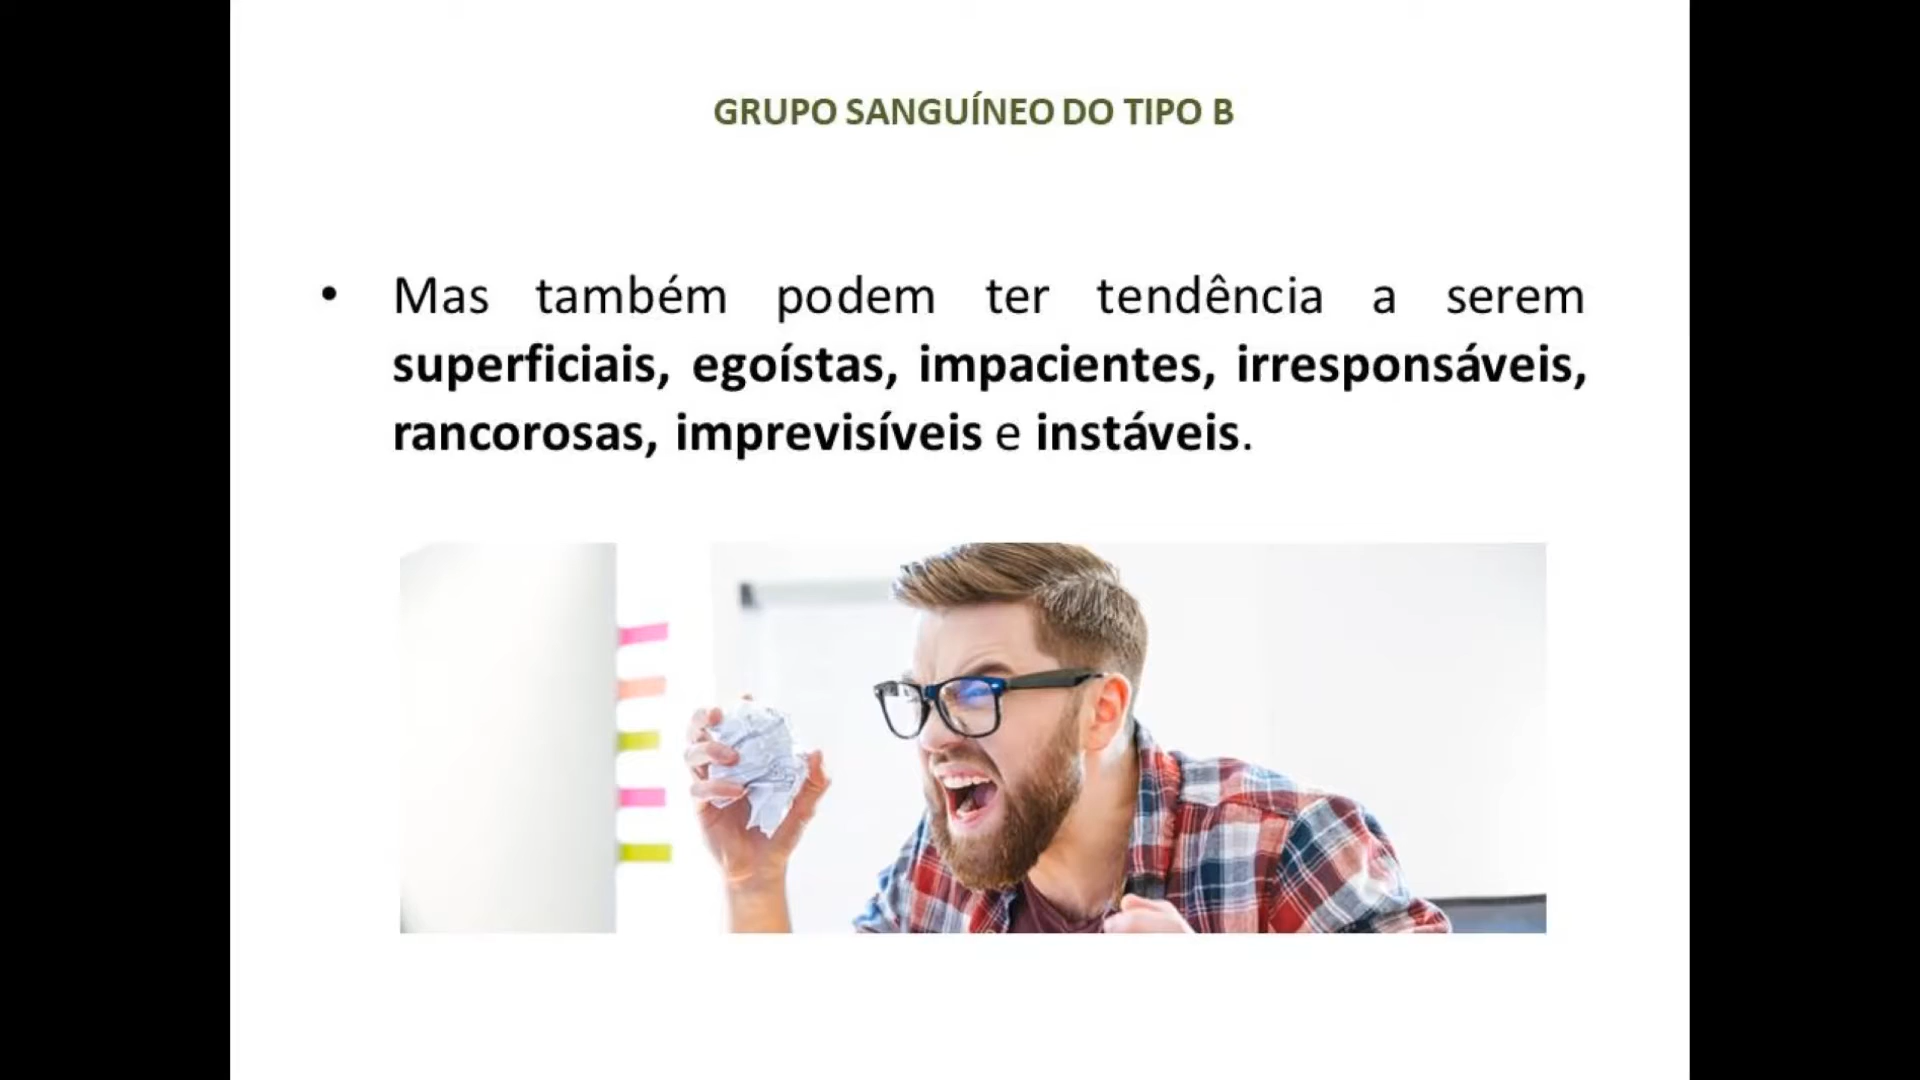 GRUPO SANGUÍNEO DO TIPO B
• Mas também podem ter tendência a serem
superficiais, egoístas, impacientes, irresponsáveis,
rancorosas, imprevisíveis e instáveis.